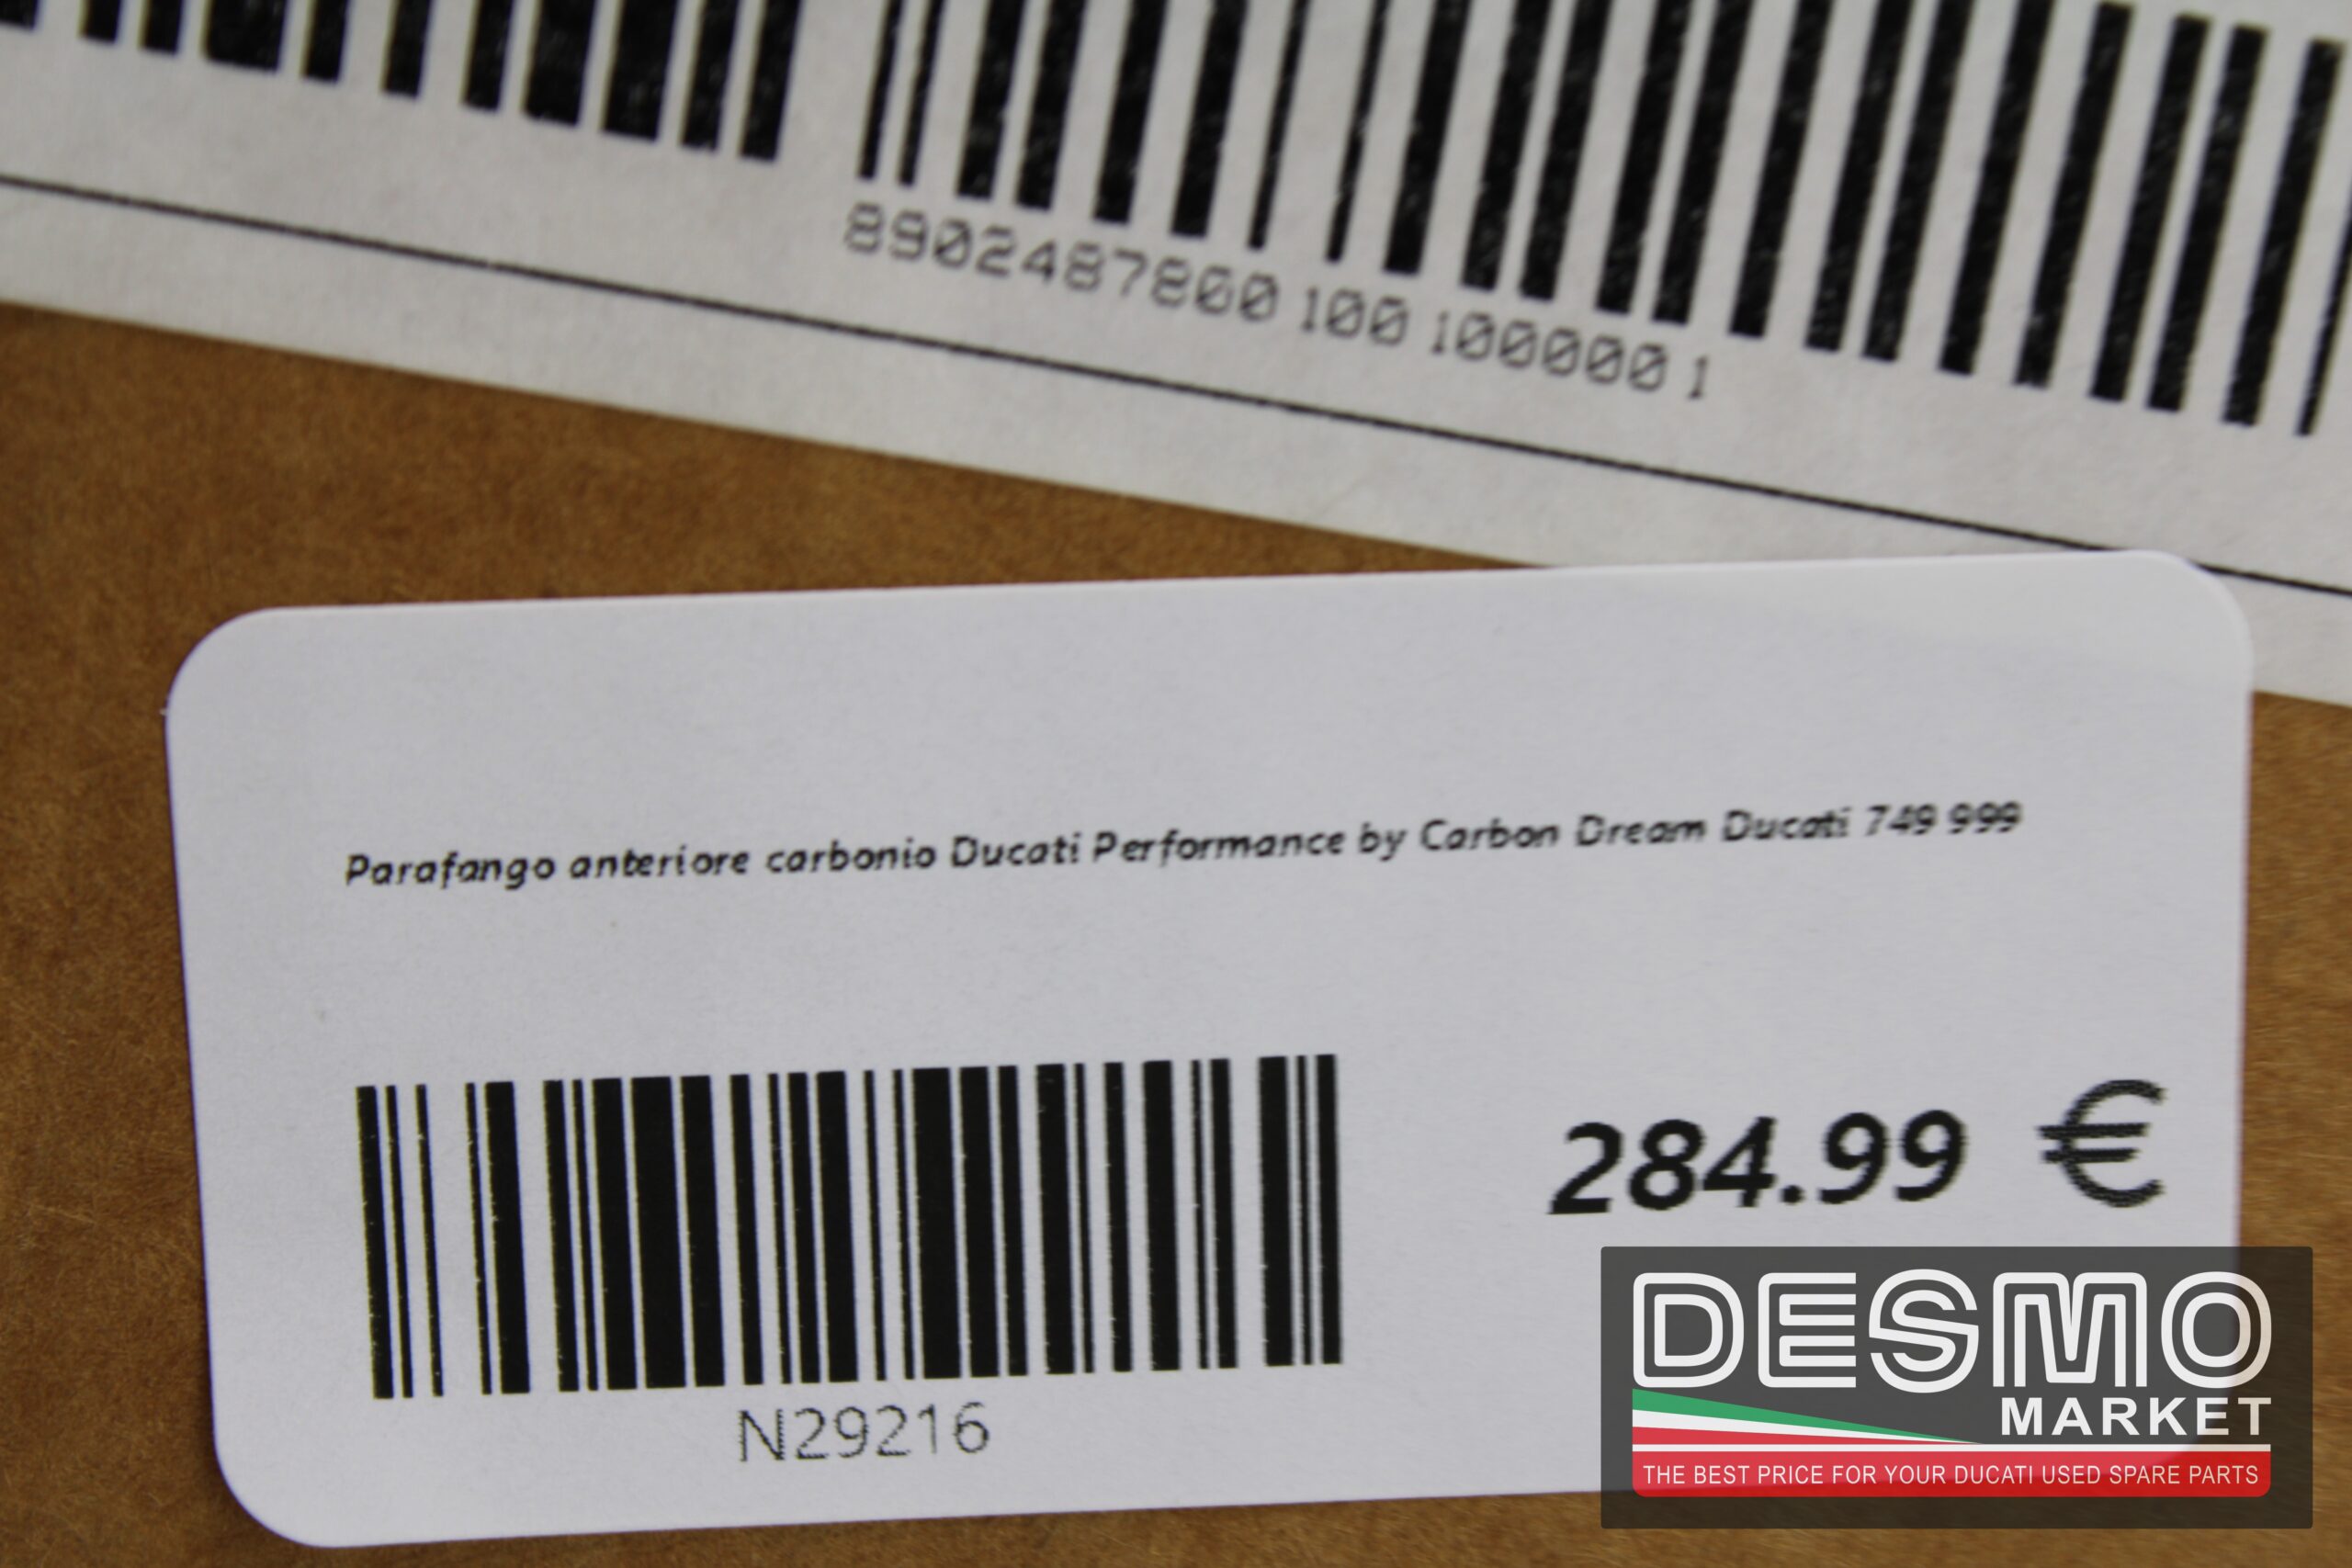 8902487800 100 100000 1
Parafango anteriore carbonio Ducati Performance by Carbon Dream Ducati 749 999
284.99 €
N29216
DESMO
MARKET
THE BEST PRICE FOR YOUR DUCATI USED SPARE PARTS